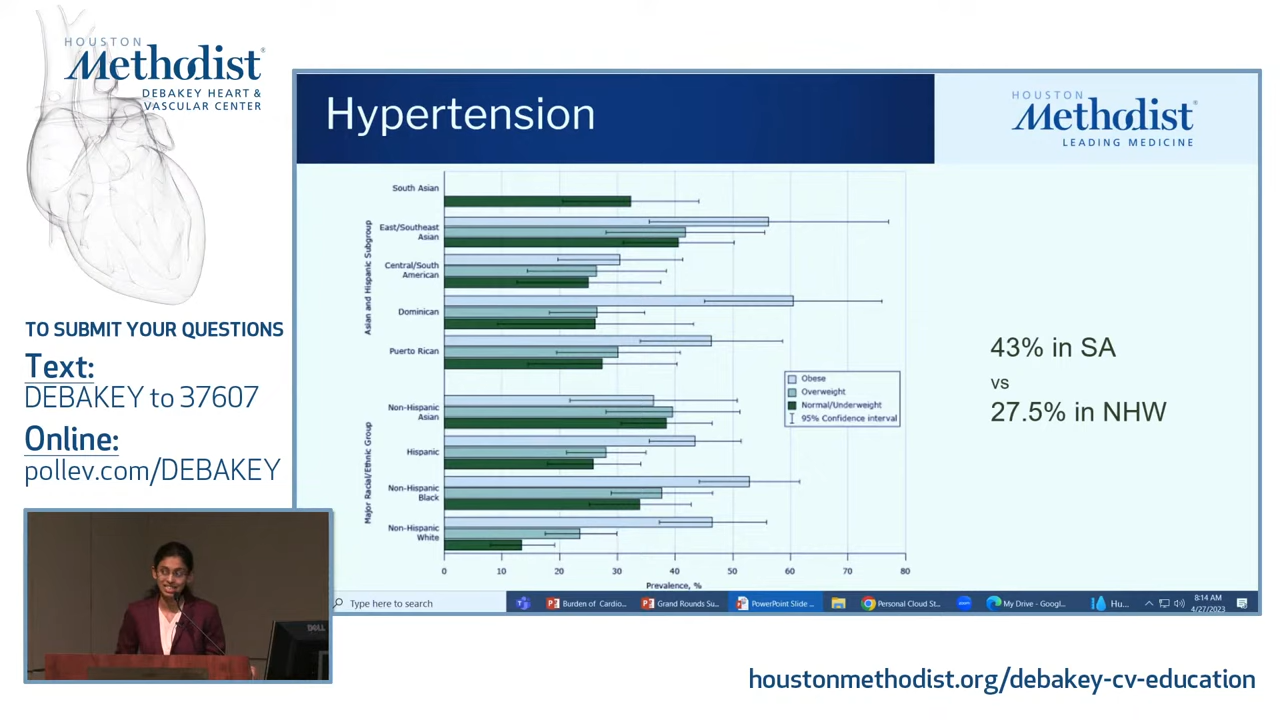 HOUSTON
Methodist®
DEBAKEY HEART &
VASCULAR CENTER
TO SUBMIT YOUR QUESTIONS
Text:
DEBAKEY to 37607
Online:
pollev.com/DEBAKEY
Hypertension
HOUSTON
Methodist®
LEADING MEDICINE
Asian and Hispanic Subgroup
South Asian
East/Southeast
Asian
Central/South
American
Dominican
Puerto Rican
Major Racial/Ethnic Group
Non-Hispanic
Asian
Hispanic
Non-Hispanic
Black
Non-Hispanic
White
Obese
Overweight
Normal/Underweight
95% Confidence interval
0 10 20 30 40 50 60 70 80
Prevalence, %
43% in SA
vs
27.5% in NHW
Type here to search
Burden of Cardio...
Grand Rounds Su...
PowerPoint Slide ...
Personal Cloud St...
My Drive - Googl...
Hu...
8:14 AM
4/27/2023
DELL
houstonmethodist.org/debakey-cv-education